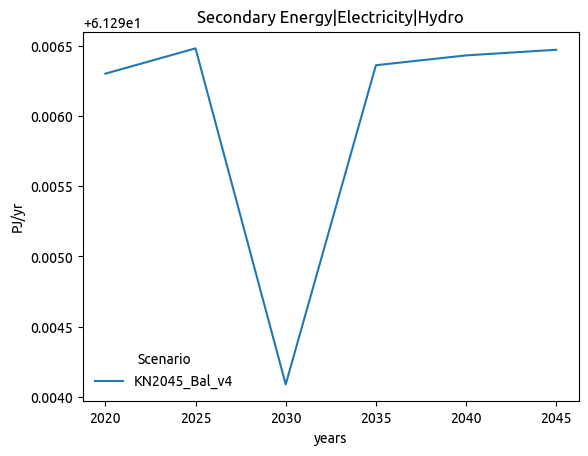 Secondary Energy|Electricity|Hydro
+6.129e1
0.0065
0.0060
0.0055
0.0050
0.0045
0.0040
PJ/yr
Scenario
KN2045_Bal_v4
2020 2025 2030 2035 2040 2045
years